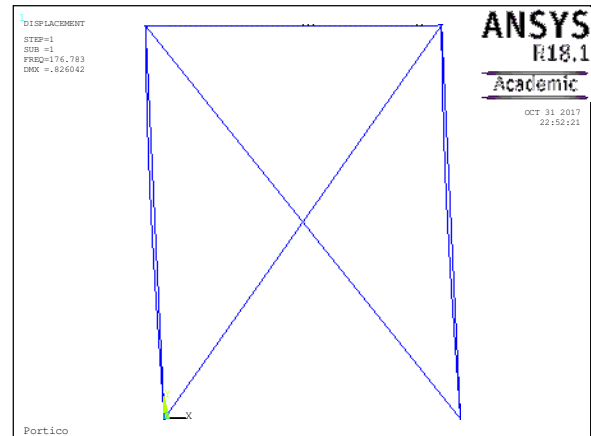 1
DISPLACEMENT
STEP=1
SUB =1
FREQ=176.783
DMX =.826042
ANSYS
R18.1
Academic
OCT 31 2017
22:52:21
X
Portico